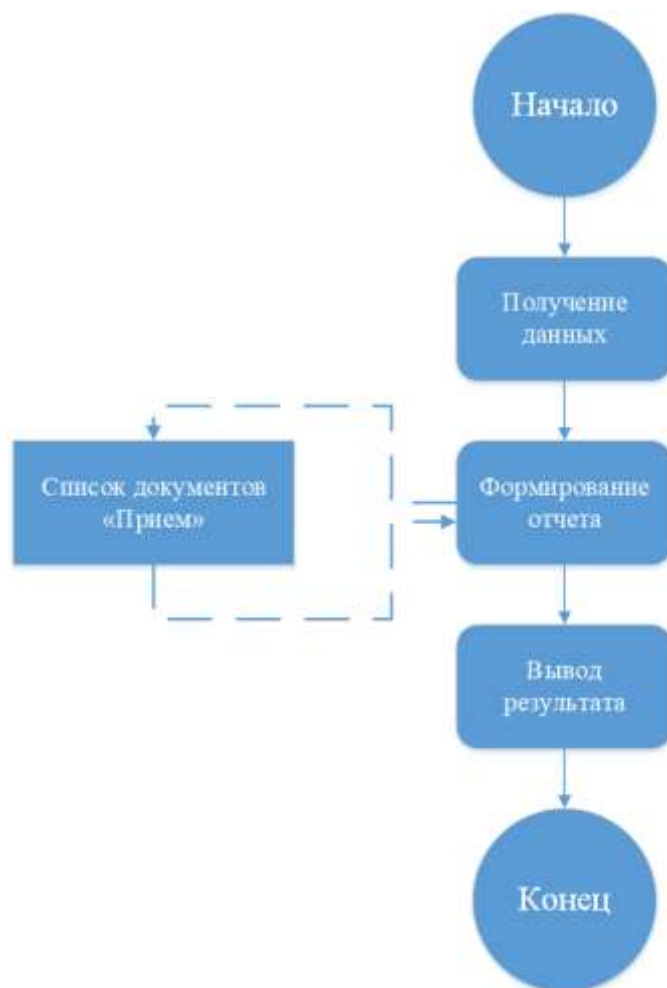 Начало
Получение
данных
Список документов
«Прием»
Формирование
отчета
Вывод
результата
Конец